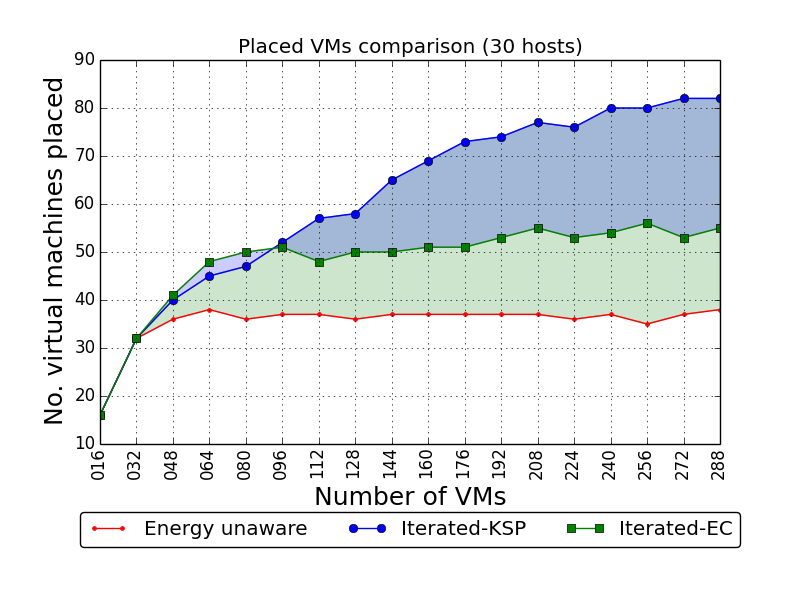 Placed VMs comparison (30 hosts)
No. virtual machines placed
90
80
70
60
50
40
30
20
10
016 032 048 064 080 096 112 128 144 160 176 192 208 224 240 256 272 288
Number of VMs
Energy unaware Iterated-KSP Iterated-EC